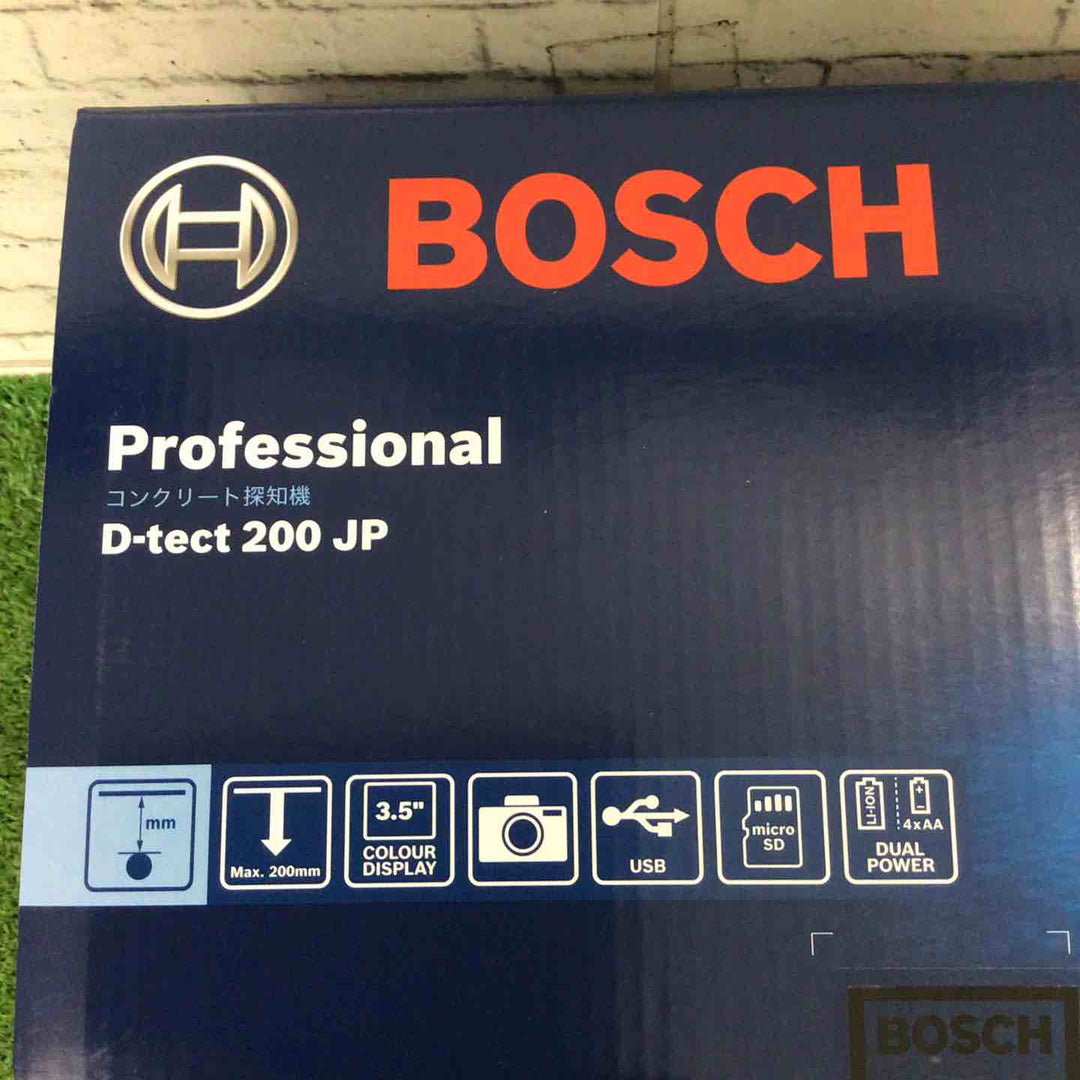 BOSCH
Professional
コンクリート探知機
D-tect 200 JP
mm
Max. 200mm
3.5"
COLOUR
DISPLAY
USB
micro
SD
LI-ION
4xAA
DUAL
POWER
BOSCH